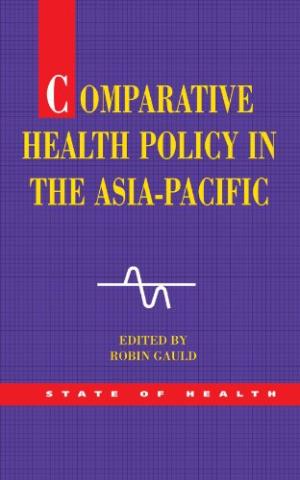 COMPARATIVE
HEALTH POLICY IN
THE ASIA-PACIFIC
EDITED BY
ROBIN GAULD
STATE OF HEALTH